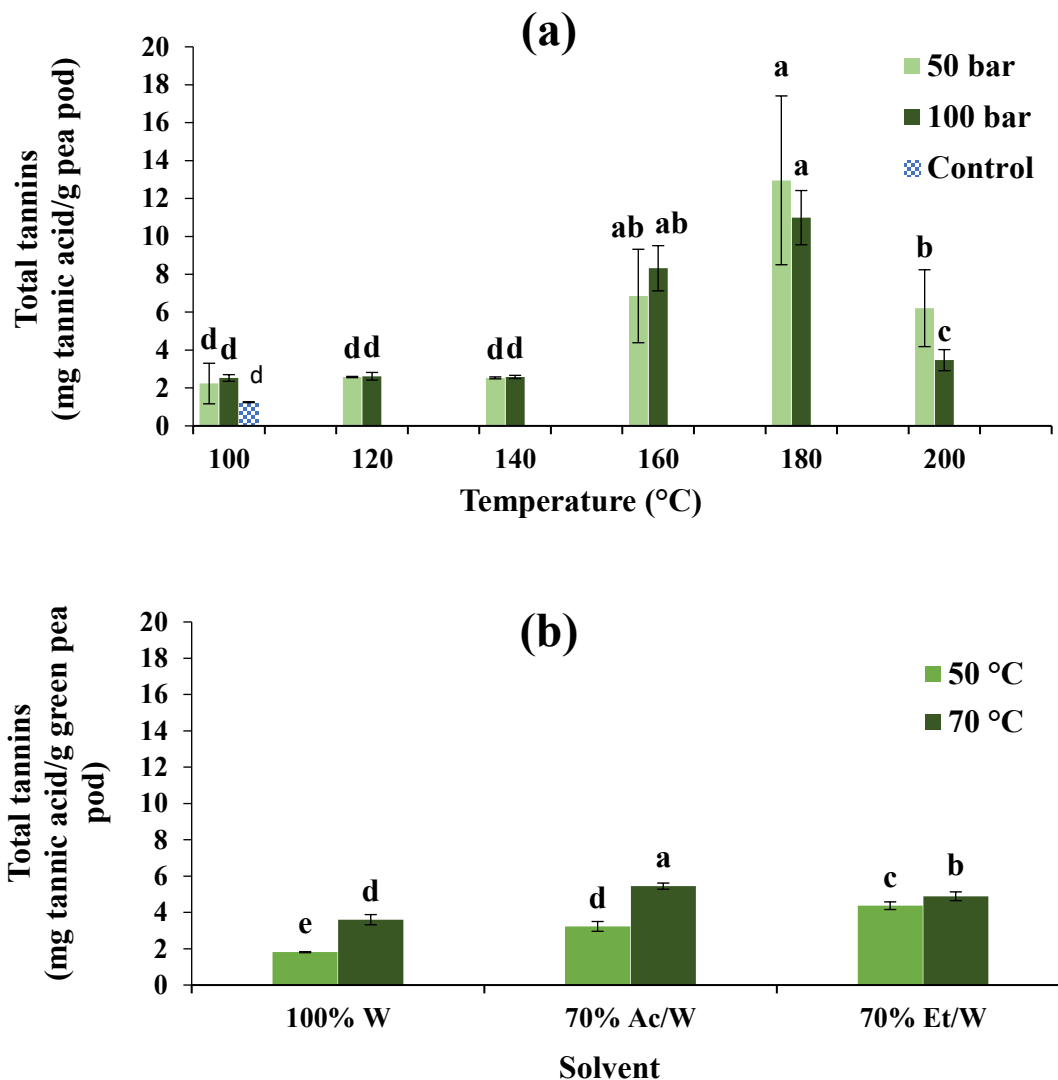 (a)
Total tannins
(mg tannic acid/g pea pod)
20
18
16
14
12
10
8
6
4
2
0
50 bar
100 bar
Control
d d d
d d
d d
ab ab
a a
b c
100 120 140 160 180 200
Temperature (°C)
(b)
Total tannins
(mg tannic acid/g green pea
pod)
20
18
16
14
12
10
8
6
4
2
0
50 °C
70 °C
e d
d a
c b
100% W 70% Ac/W 70% Et/W
Solvent